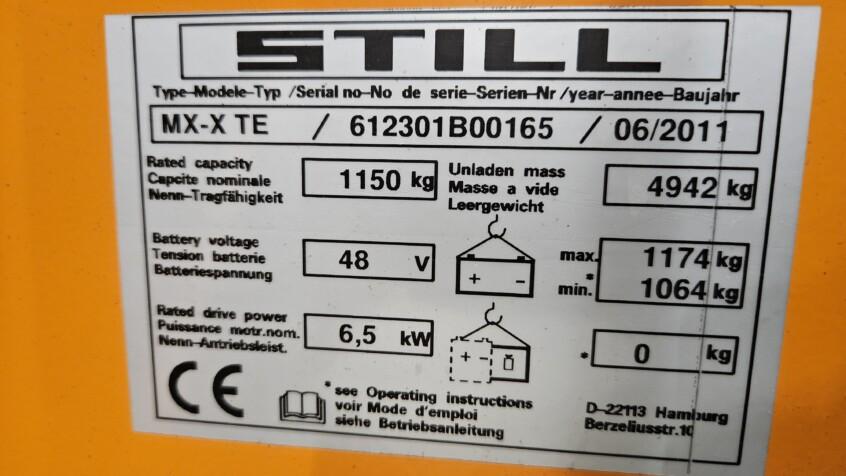 STILL
Type-Modele-Typ /Serial no-No de serie-Serien-Nr /year-annee-Baujahr
MX-X TE / 612301B00165 / 06/2011
Rated capacity
Capcite nominale
Nenn-Tragfähigkeit
1150 kg
Unladen mass
Masse a vide
Leergewicht
4942 kg
Battery voltage
Tension batterie
Batteriespannung
48 V
+ -
max. 1174 kg
* min. 1064 kg
Rated drive power
Puissance motr.nom.
Nenn-Antriebsleist.
6,5 kW
+ -
* 0 kg
CE
* see Operating instructions
voir Mode d'emploi
siehe Betriebsanleitung
D-22113 Hamburg
Berzeliusstr.10